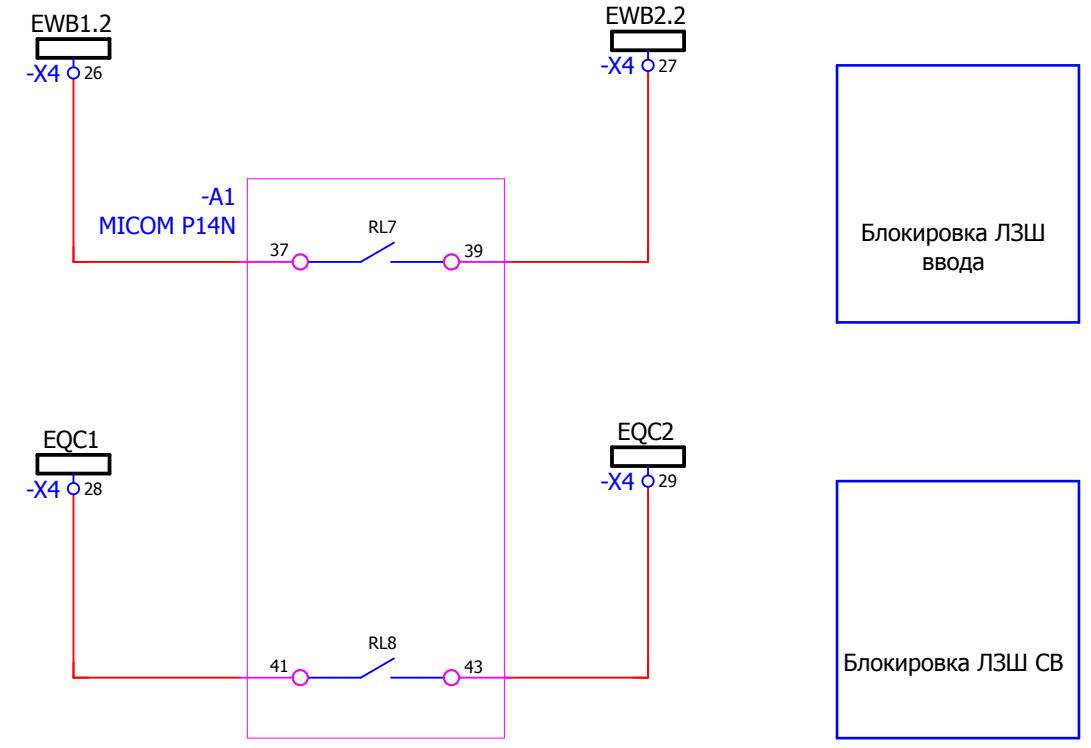 EWB1.2
EWB2.2
-X4 26
-X4 27
-A1
MICOM P14N
37
RL7
39
Блокировка ЛЗШ
ввода
EQC1
EQC2
-X4 28
-X4 29
41
RL8
43
Блокировка ЛЗШ СВ